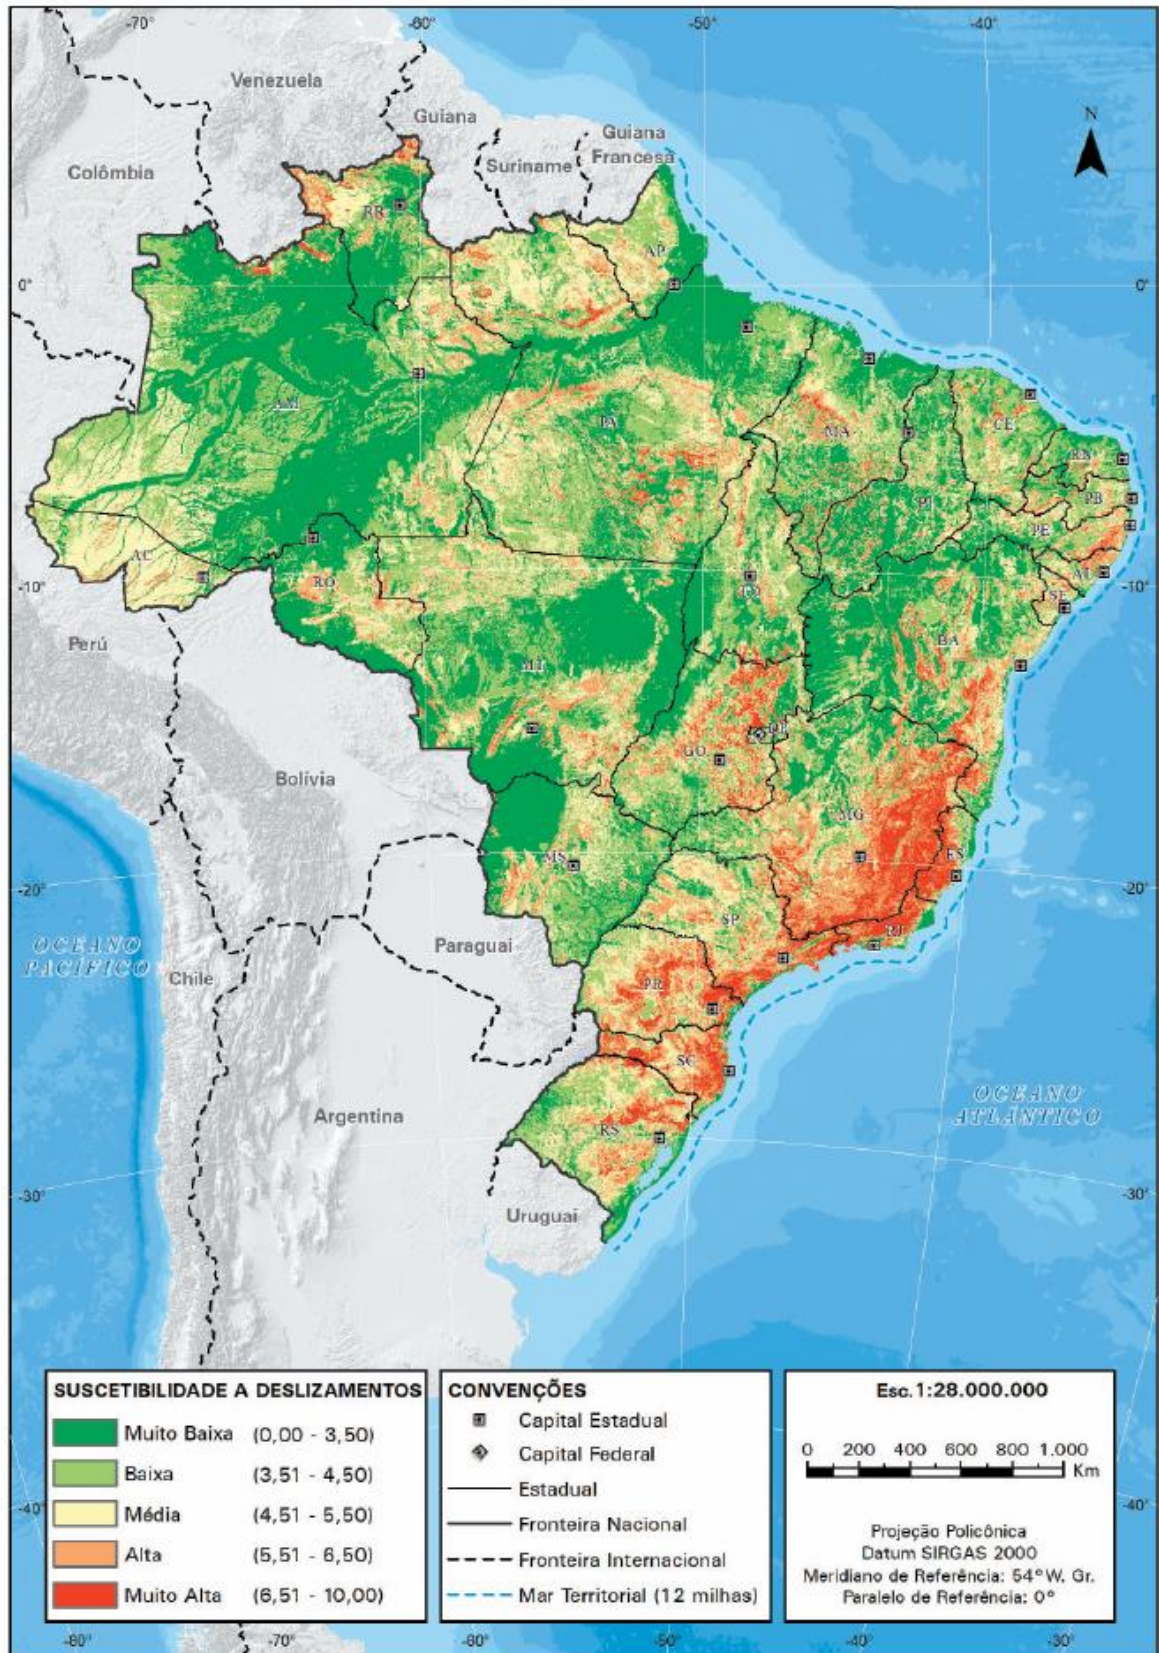 -70°
-60°
-50°
-40°
Venezuela
Guiana
Guiana
Francesa
Suriname
Colômbia
N
RR
AP
0°
0°
AM
PA
MA
CE
RN
PB
PI
PE
AC
AL
SE
RO
TO
-10°
-10°
BA
Perú
MT
DF
GO
Bolívia
MG
MS
ES
-20°
-20°
SP
RJ
OCEANO
PACÍFICO
Paraguai
Chile
PR
SC
OCEANO
ATLÂNTICO
Argentina
RS
-30°
-30°
Uruguai
SUSCETIBILIDADE A DESLIZAMENTOS
Muito Baixa (0,00 - 3,50)
Baixa (3,51 - 4,50)
Média (4,51 - 5,50)
Alta (5,51 - 6,50)
Muito Alta (6,51 - 10,00)
CONVENÇÕES
Capital Estadual
Capital Federal
Estadual
Fronteira Nacional
Fronteira Internacional
Mar Territorial (12 milhas)
Esc.1:28.000.000
0 200 400 600 800 1.000
Km
Projeção Policônica
Datum SIRGAS 2000
Meridiano de Referência: 54° W. Gr.
Paralelo de Referência: 0°
-40°
-40°
-80°
-70°
-60°
-50°
-40°
-30°